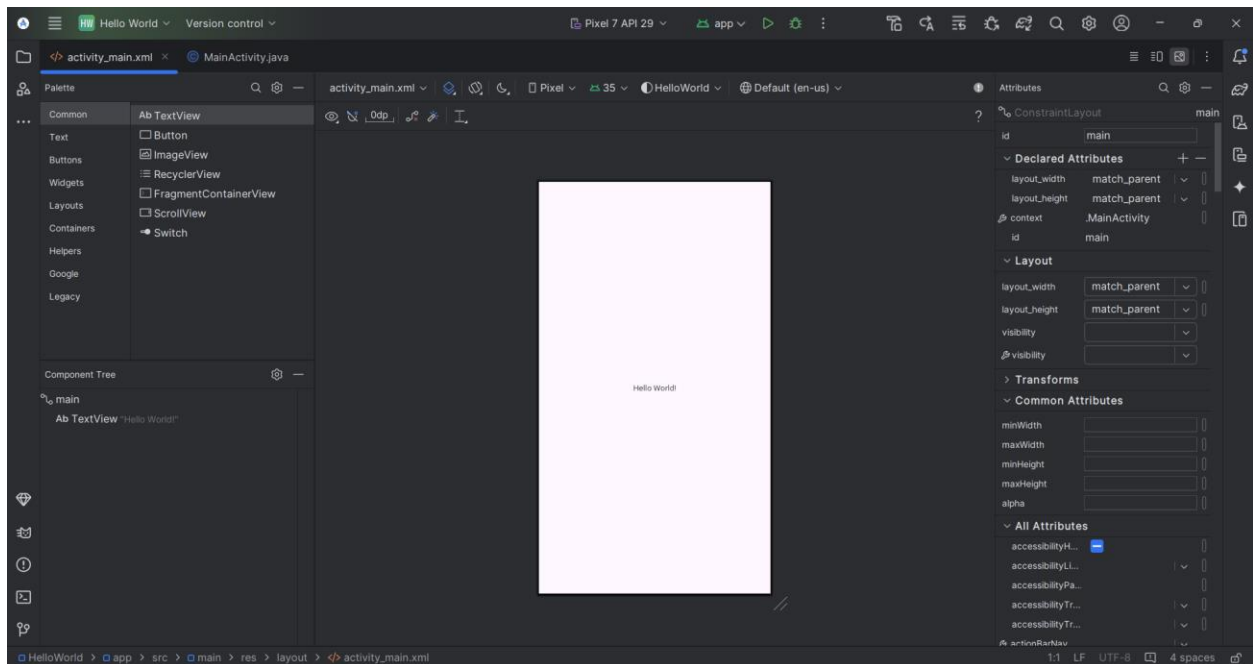 HW Hello World Version control Pixel 7 API 29 app
activity_main.xml MainActivity.java
Palette
Common
Text
Buttons
Widgets
Layouts
Containers
Helpers
Google
Legacy
Ab TextView
Button
ImageView
RecyclerView
FragmentContainerView
ScrollView
Switch
Component Tree
main
Ab TextView "Hello World!"
activity_main.xml Pixel 35 HelloWorld Default (en-us)
0dp
?
Hello World!
Attributes
ConstraintLayout main
id main
Declared Attributes
layout_width match_parent
layout_height match_parent
context .MainActivity
id main
Layout
layout_width match_parent
layout_height match_parent
visibility
visibility
Transforms
Common Attributes
minWidth
maxWidth
minHeight
maxHeight
alpha
All Attributes
accessibilityH...
accessibilityLi...
accessibilityPa...
accessibilityTr...
accessibilityTr...
actionBarNav
HelloWorld > app > src > main > res > layout > activity_main.xml 1:1 LF UTF-8 4 spaces